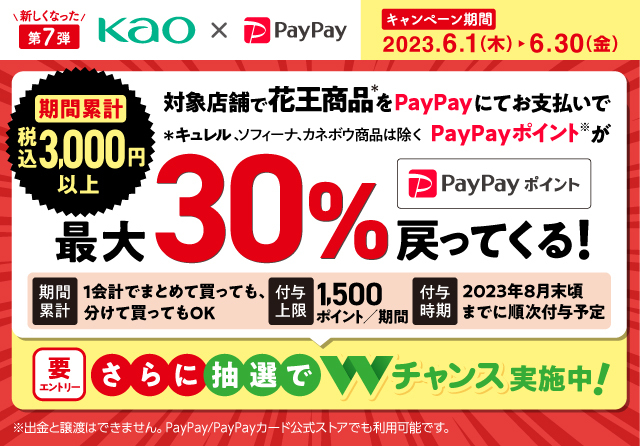 新しくなった
第7弾
Kao × PayPay
キャンペーン期間
2023.6.1(木)▶6.30(金)
期間累計
税込3,000円
以上
対象店舗で花王商品*をPayPayにてお支払いで
*キュレル、ソフィーナ、カネボウ商品は除く PayPayポイント※が
最大30%戻ってくる!
PayPayポイント
期間累計
1会計でまとめて買っても、
分けて買ってもOK
付与上限
1,500
ポイント/期間
付与時期
2023年8月末頃
までに順次付与予定
要
エントリー
さらに抽選でWチャンス実施中!
※出金と譲渡はできません。PayPay/PayPayカード公式ストアでも利用可能です。